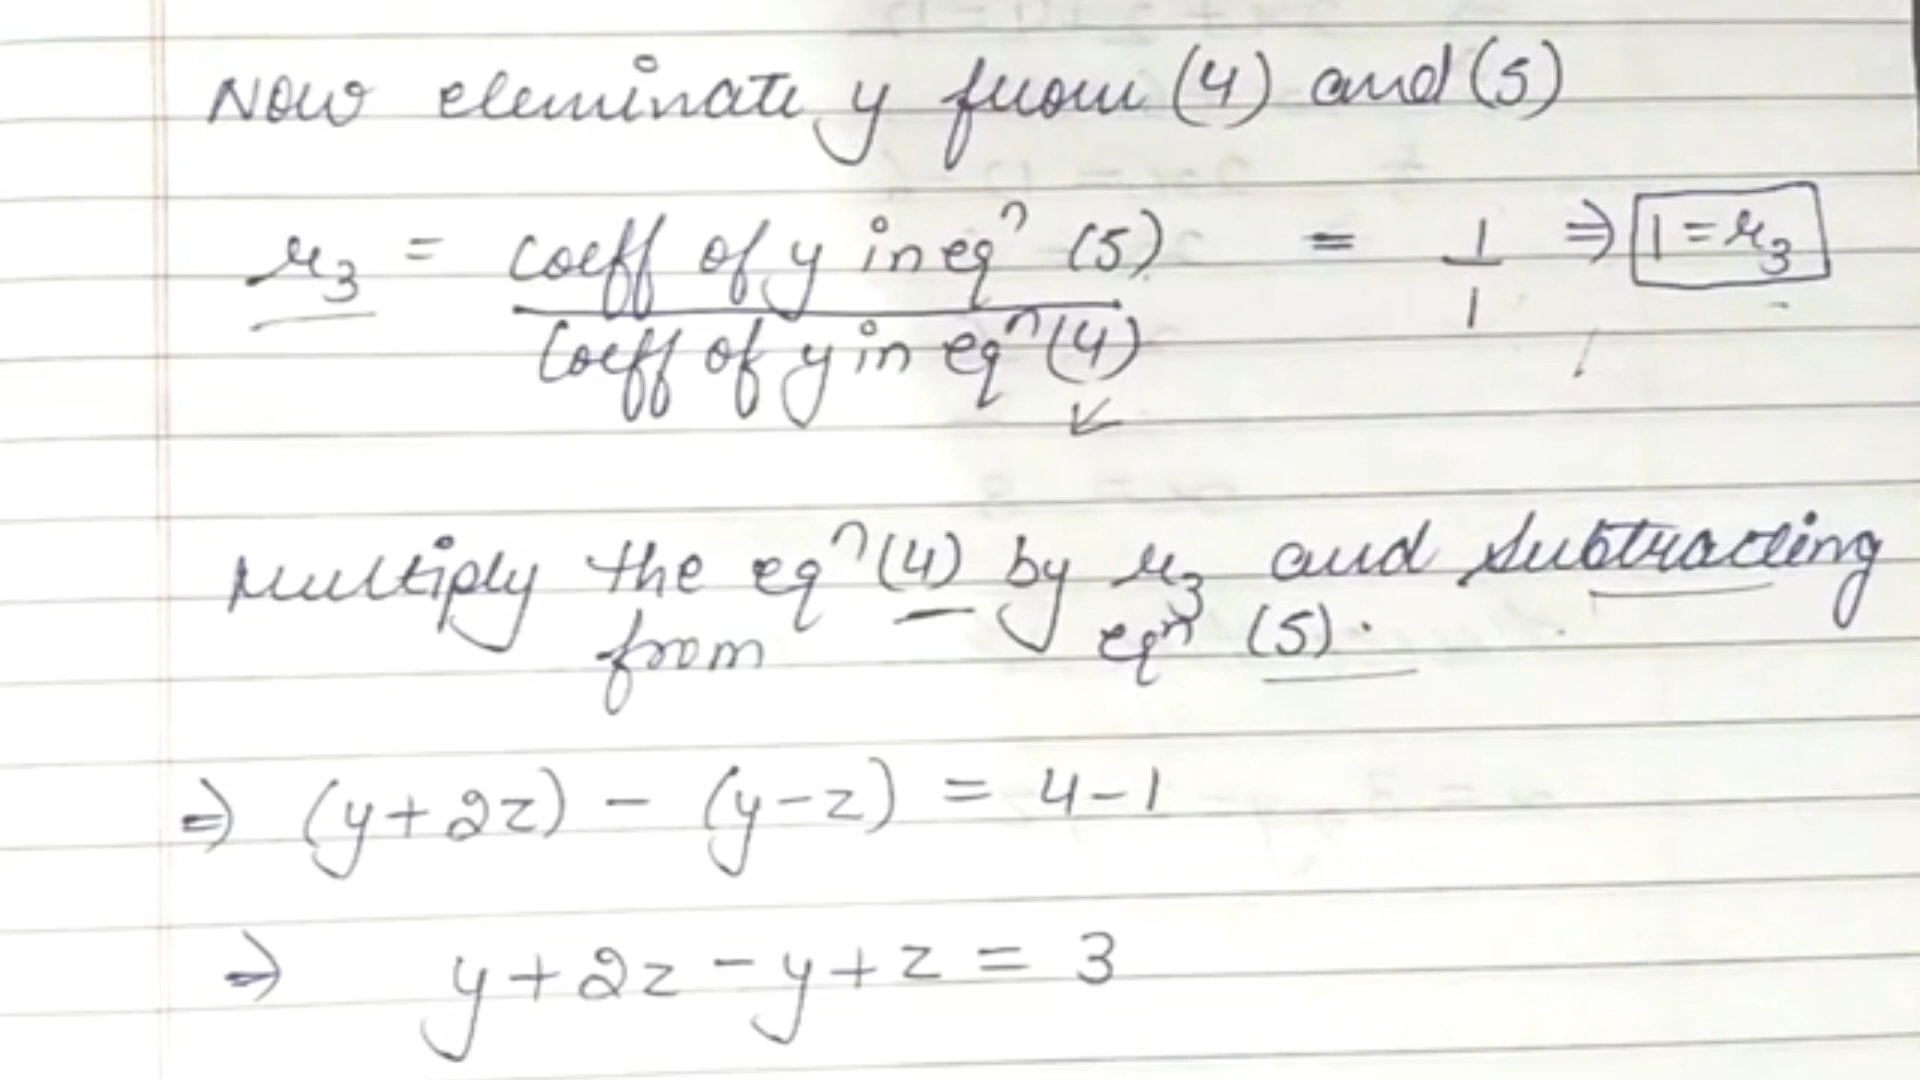 Now eleminate y from (4) and (5)
r₃ = coeff of y in eqⁿ (5) / Coeff of y in eqⁿ (4) = 1/1 ⇒ 1 = r₃
Multiply the eqⁿ (4) by r₃ and subtracting
from eqⁿ (5).
⇒ (y+2z) - (y-z) = 4-1
⇒ y+2z-y+z = 3